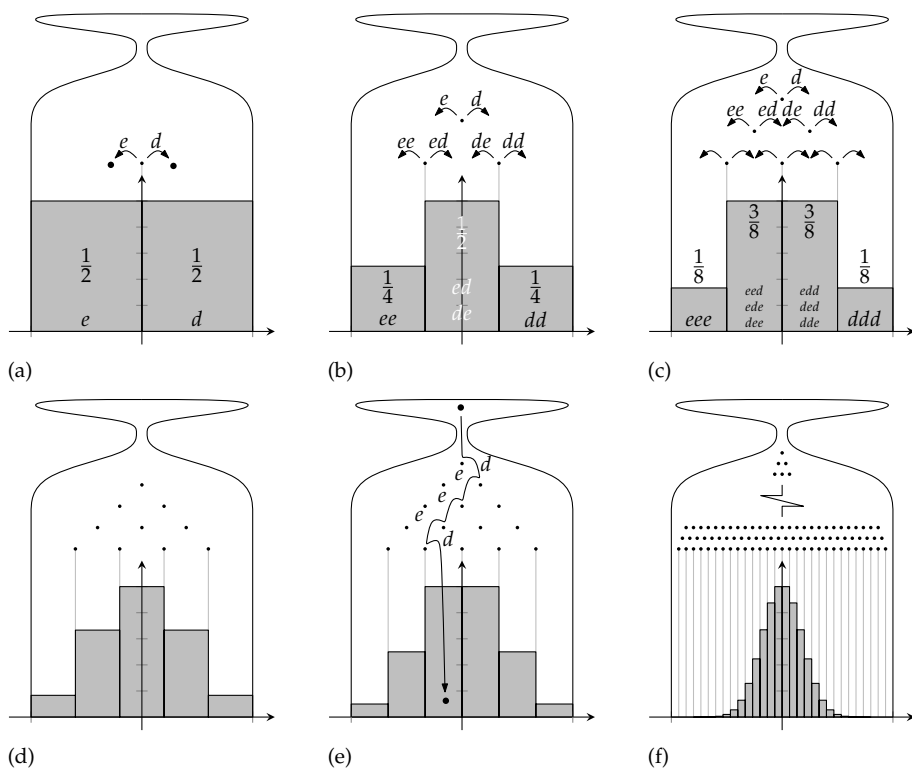 e d
1/2 1/2
e d
(a)
e d
ee ed de dd
1/2
1/4 1/4
ed
ee de dd
(b)
e d
ee ed de dd
3/8 3/8
1/8 1/8
eed edd
ede ded
eee dee dde ddd
(c)
(d)
d
e
e
e
d
(e)
(f)